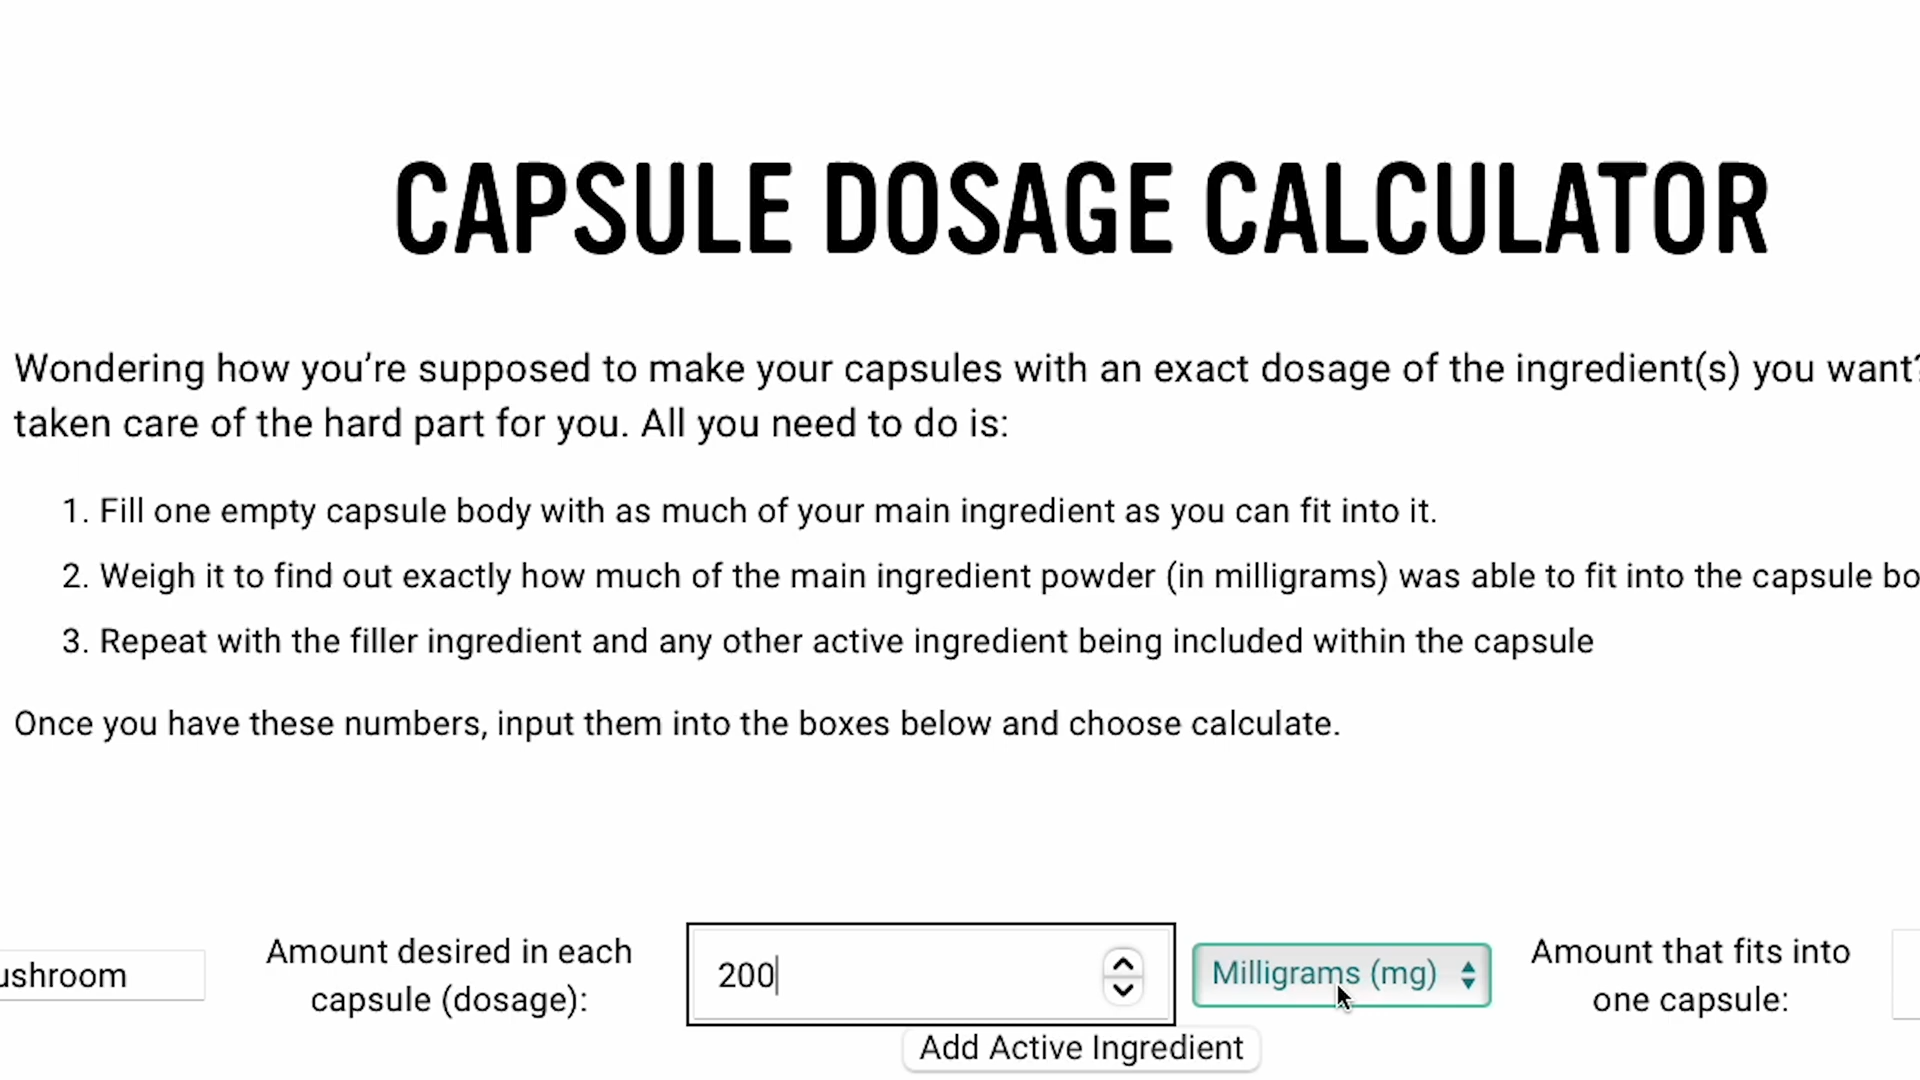 CAPSULE DOSAGE CALCULATOR
Wondering how you’re supposed to make your capsules with an exact dosage of the ingredient(s) you want?
taken care of the hard part for you. All you need to do is:
1. Fill one empty capsule body with as much of your main ingredient as you can fit into it.
2. Weigh it to find out exactly how much of the main ingredient powder (in milligrams) was able to fit into the capsule bo
3. Repeat with the filler ingredient and any other active ingredient being included within the capsule
Once you have these numbers, input them into the boxes below and choose calculate.
ushroom
Amount desired in each
capsule (dosage):
200
Milligrams (mg)
Amount that fits into
one capsule:
Add Active Ingredient